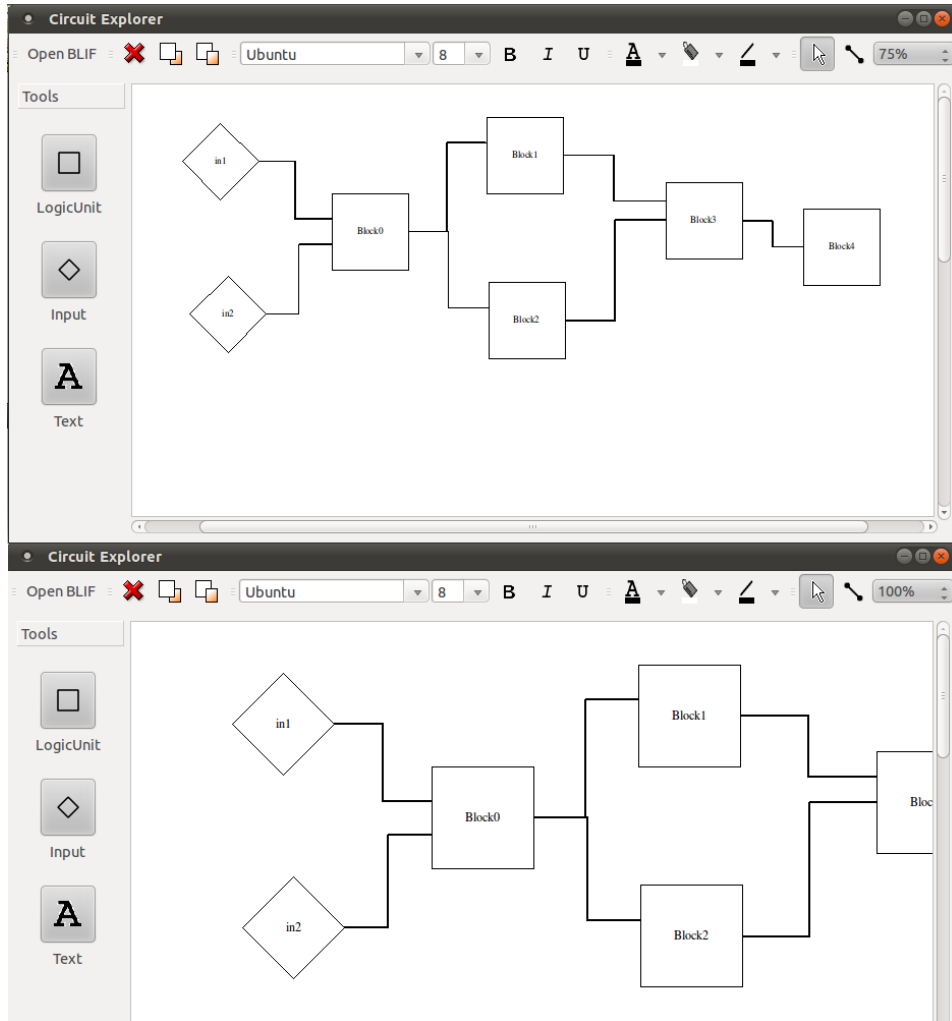 Circuit Explorer
Open BLIF Ubuntu 8 B I U A 75%
Tools
LogicUnit
Input
A
Text
in1
in2
Block0
Block1
Block2
Block3
Block4
Circuit Explorer
Open BLIF Ubuntu 8 B I U A 100%
Tools
LogicUnit
Input
A
Text
in1
in2
Block0
Block1
Block2
Bloc